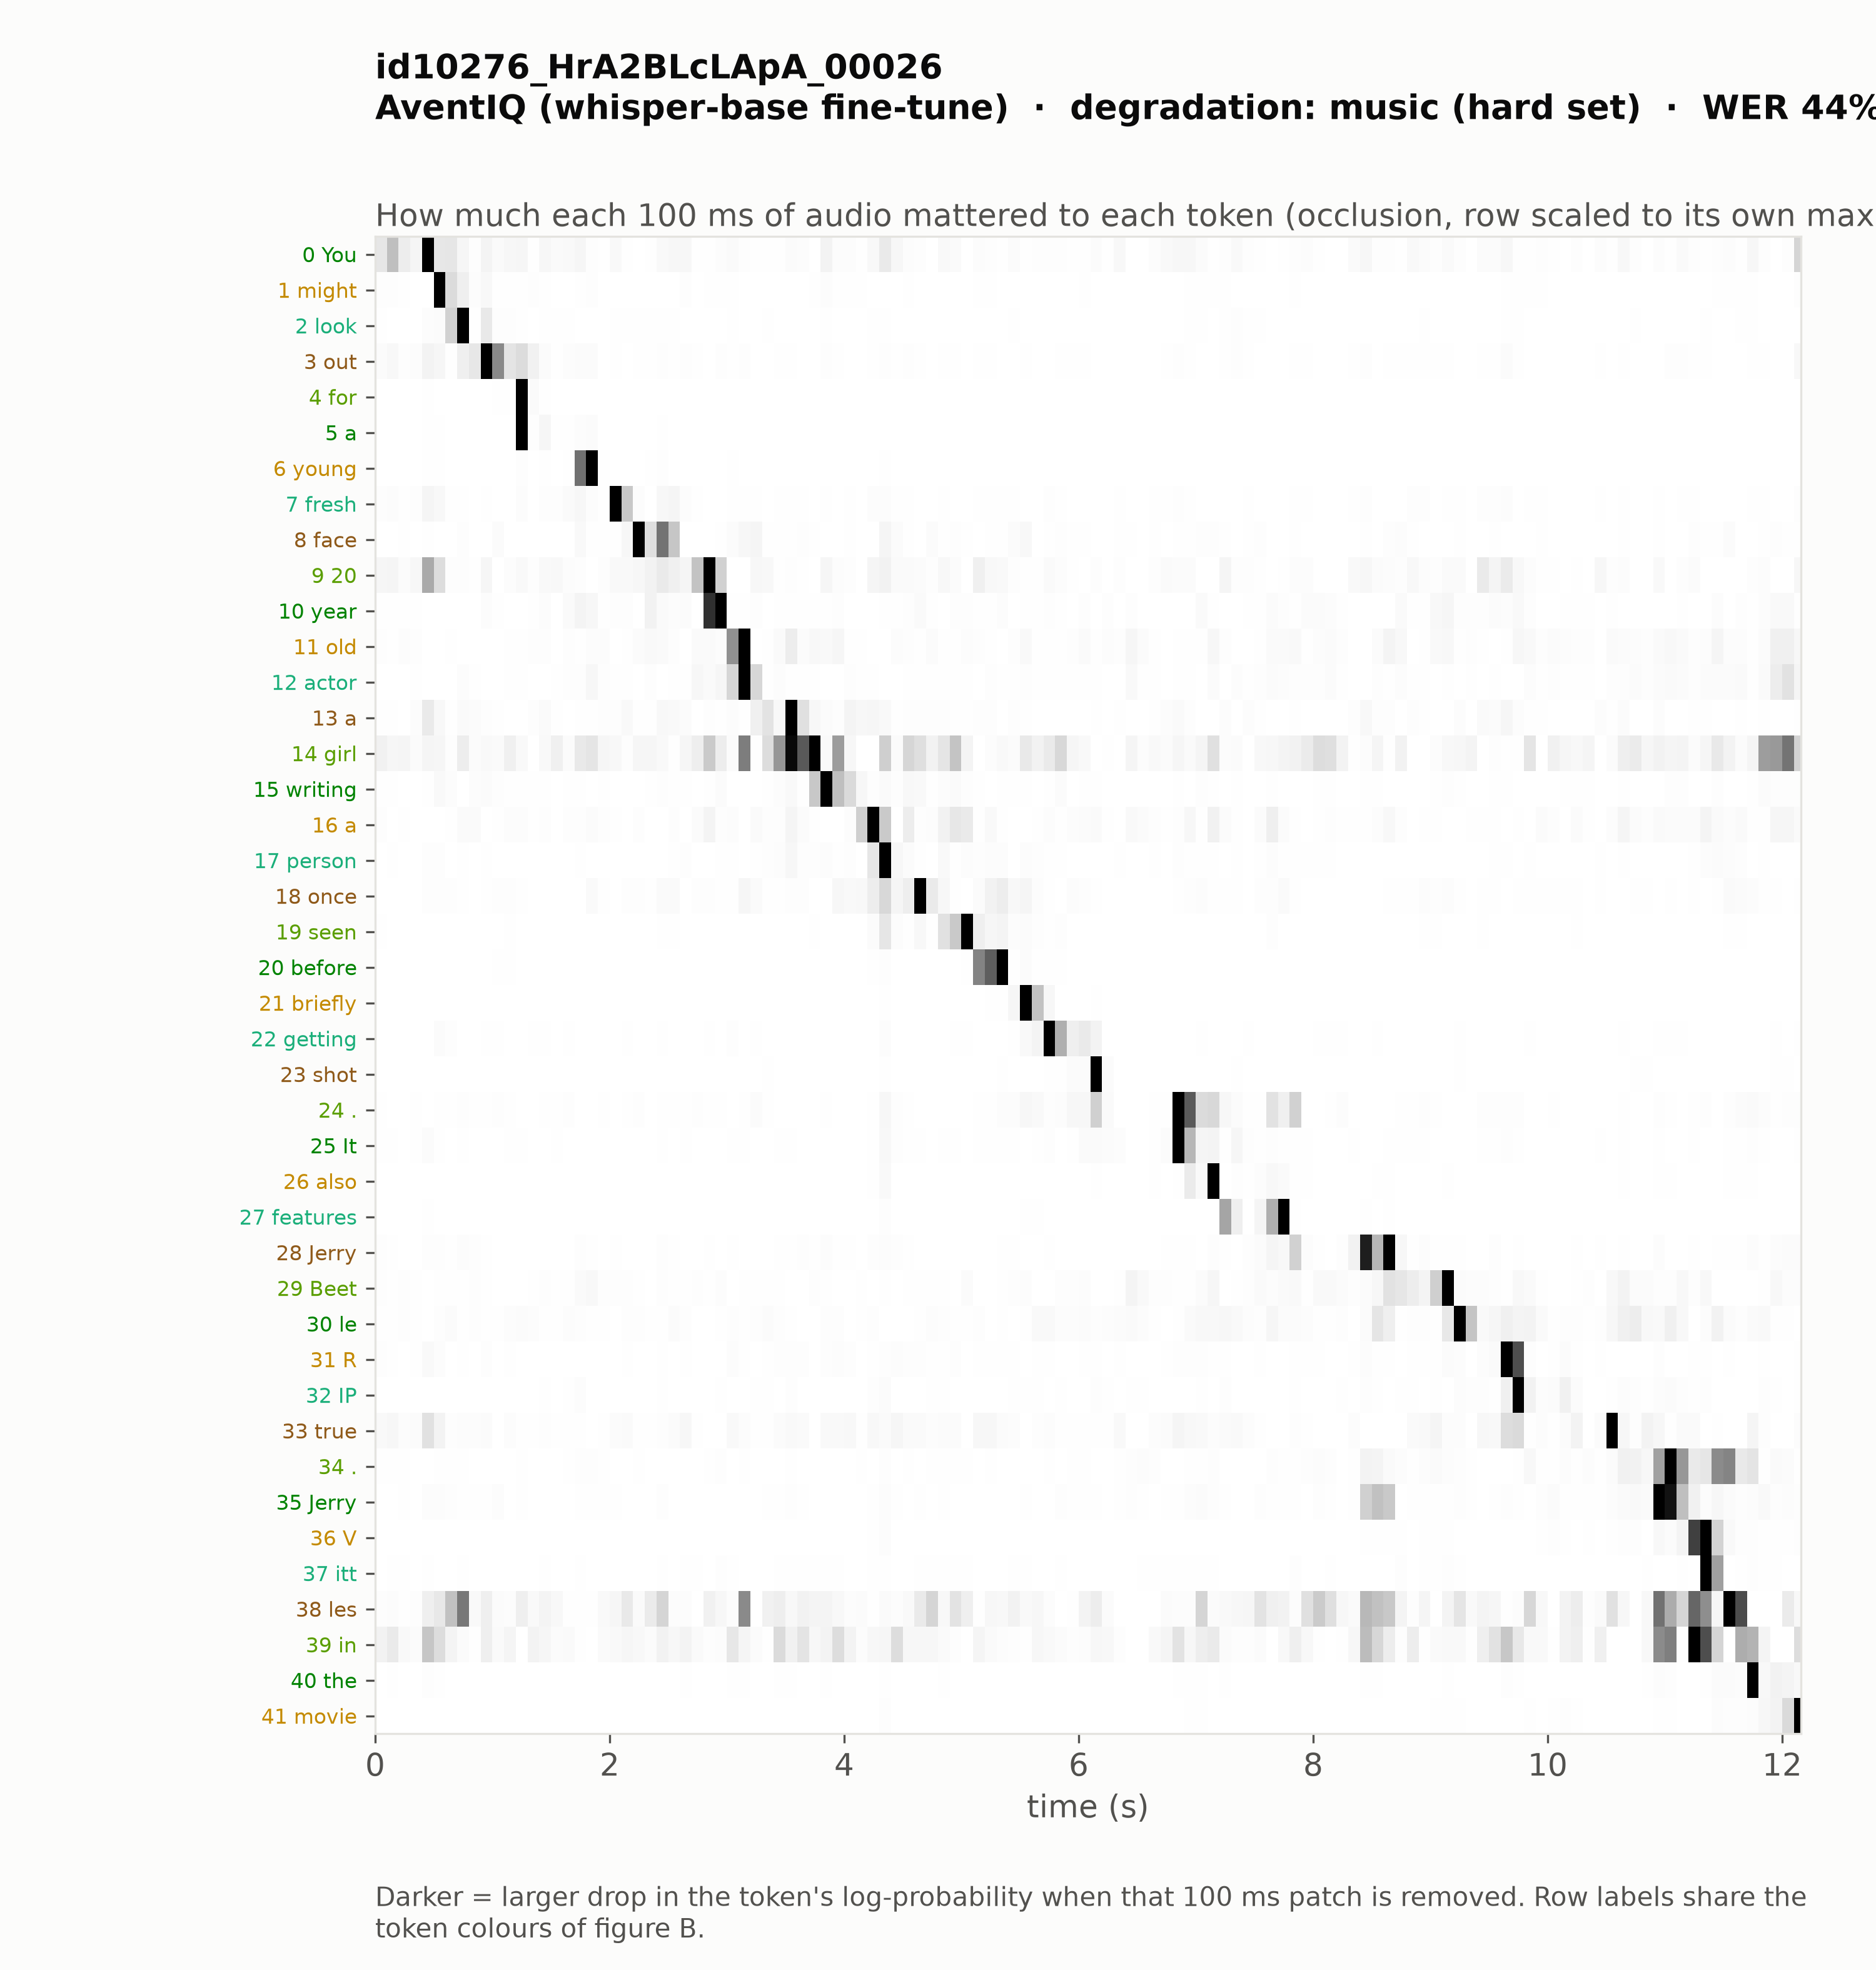 id10276_HrA2BLcLApA_00026
AventIQ (whisper-base fine-tune) · degradation: music (hard set) · WER 44%
How much each 100 ms of audio mattered to each token (occlusion, row scaled to its own max
0 You
1 might
2 look
3 out
4 for
5 a
6 young
7 fresh
8 face
9 20
10 year
11 old
12 actor
13 a
14 girl
15 writing
16 a
17 person
18 once
19 seen
20 before
21 briefly
22 getting
23 shot
24 .
25 It
26 also
27 features
28 Jerry
29 Beet
30 le
31 R
32 IP
33 true
34 .
35 Jerry
36 V
37 itt
38 les
39 in
40 the
41 movie
0 2 4 6 8 10 12
time (s)
Darker = larger drop in the token's log-probability when that 100 ms patch is removed. Row labels share the
token colours of figure B.